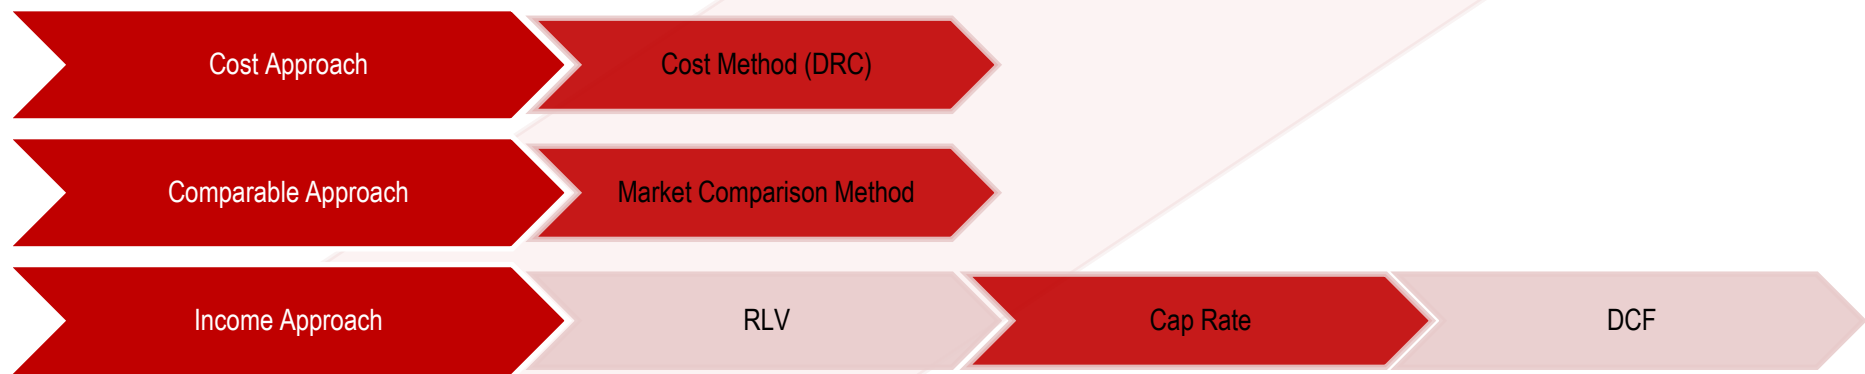 Cost Approach
Cost Method (DRC)
Comparable Approach
Market Comparison Method
Income Approach
RLV
Cap Rate
DCF